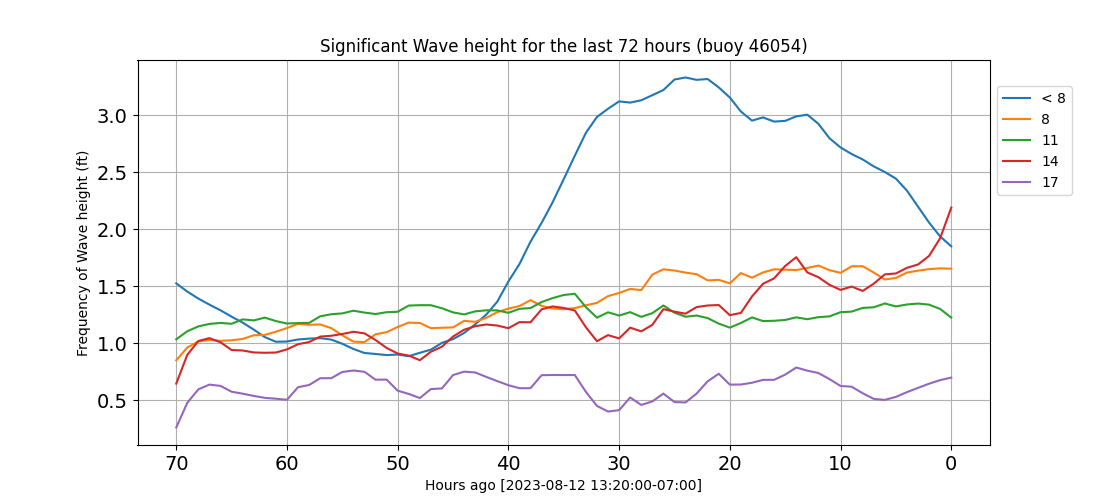 Significant Wave height for the last 72 hours (buoy 46054)
Frequency of Wave height (ft)
3.0
2.5
2.0
1.5
1.0
0.5
70 60 50 40 30 20 10 0
Hours ago [2023-08-12 13:20:00-07:00]
< 8
8
11
14
17